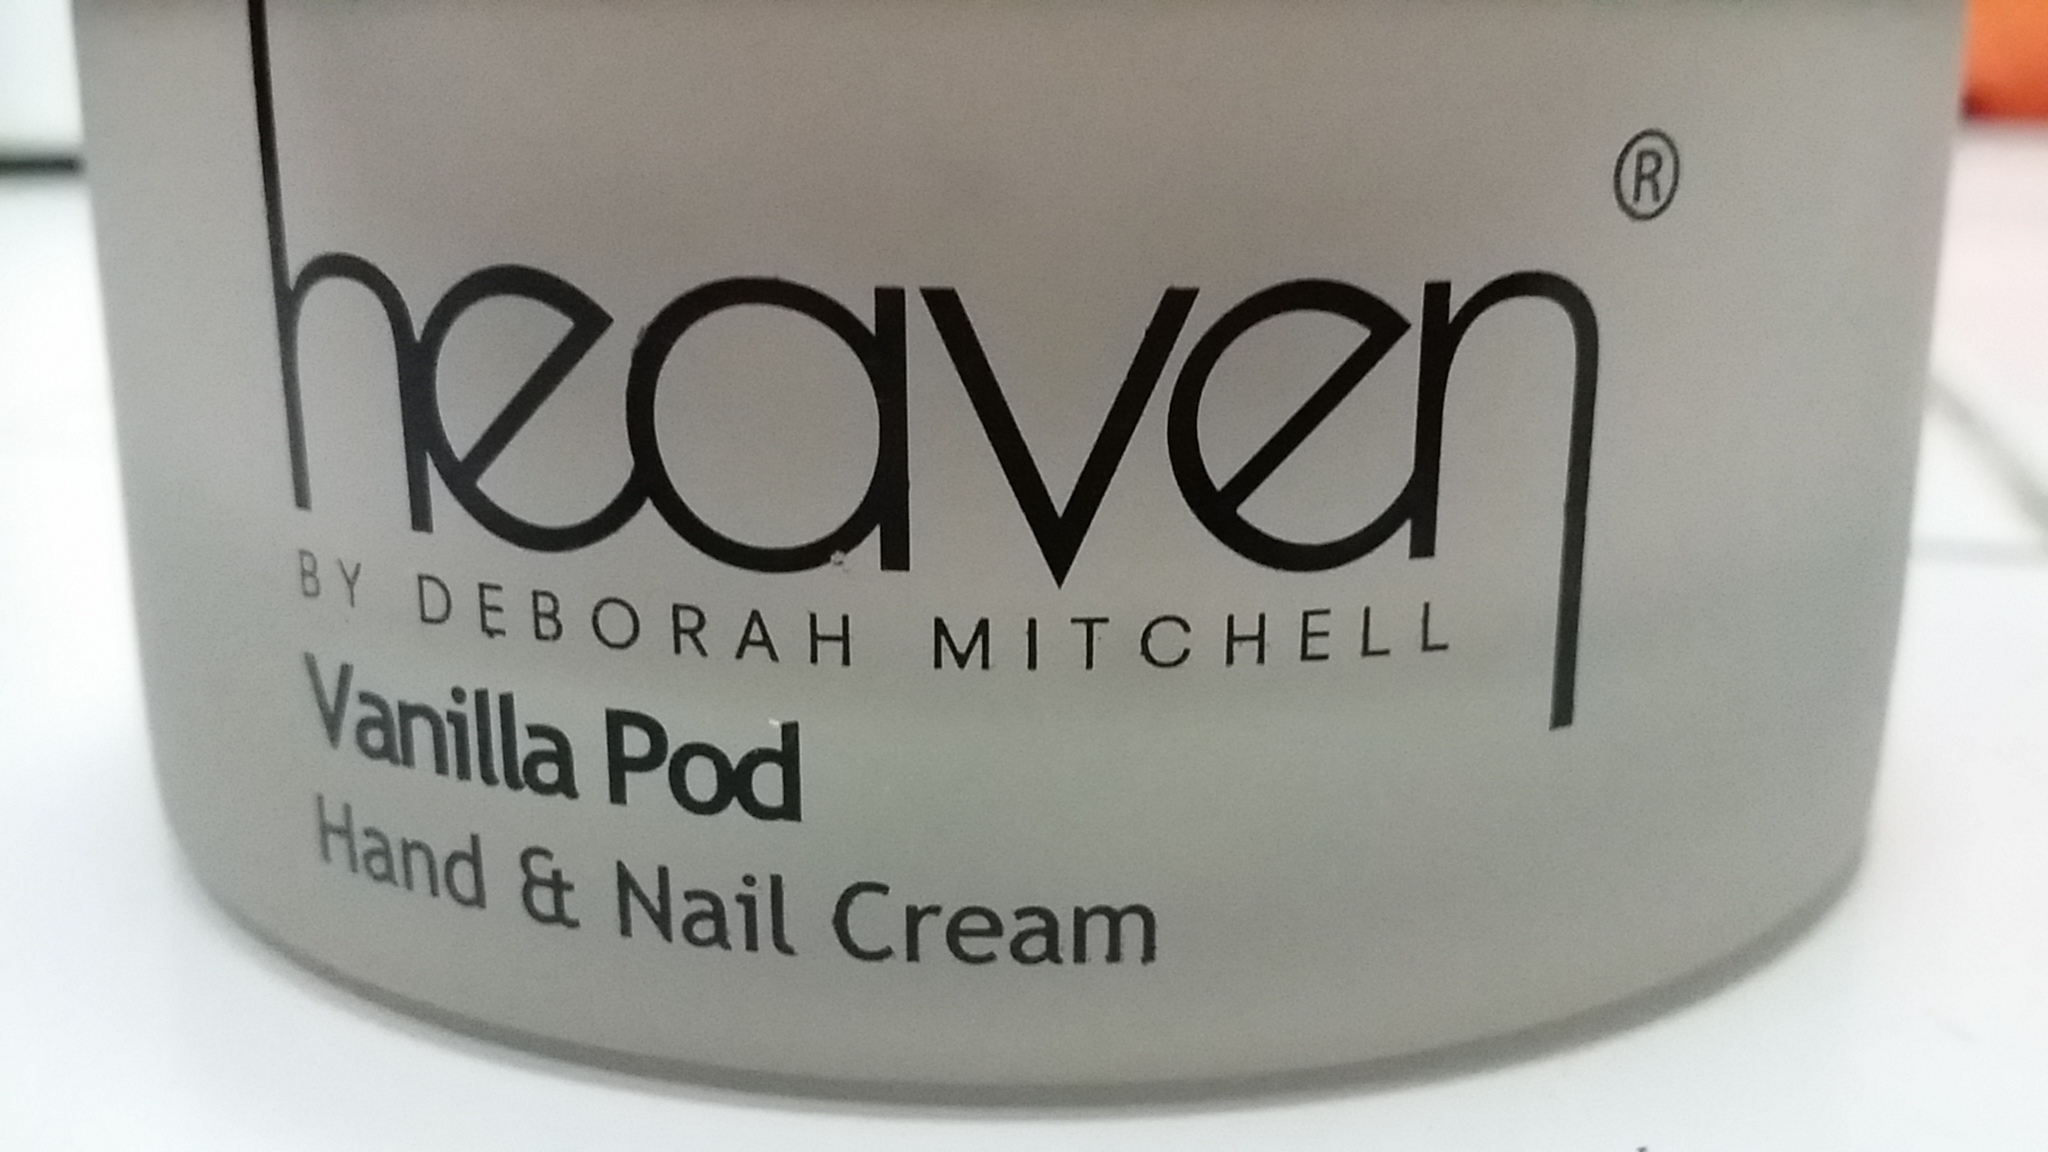 heaven®
BY DEBORAH MITCHELL
Vanilla Pod
Hand & Nail Cream